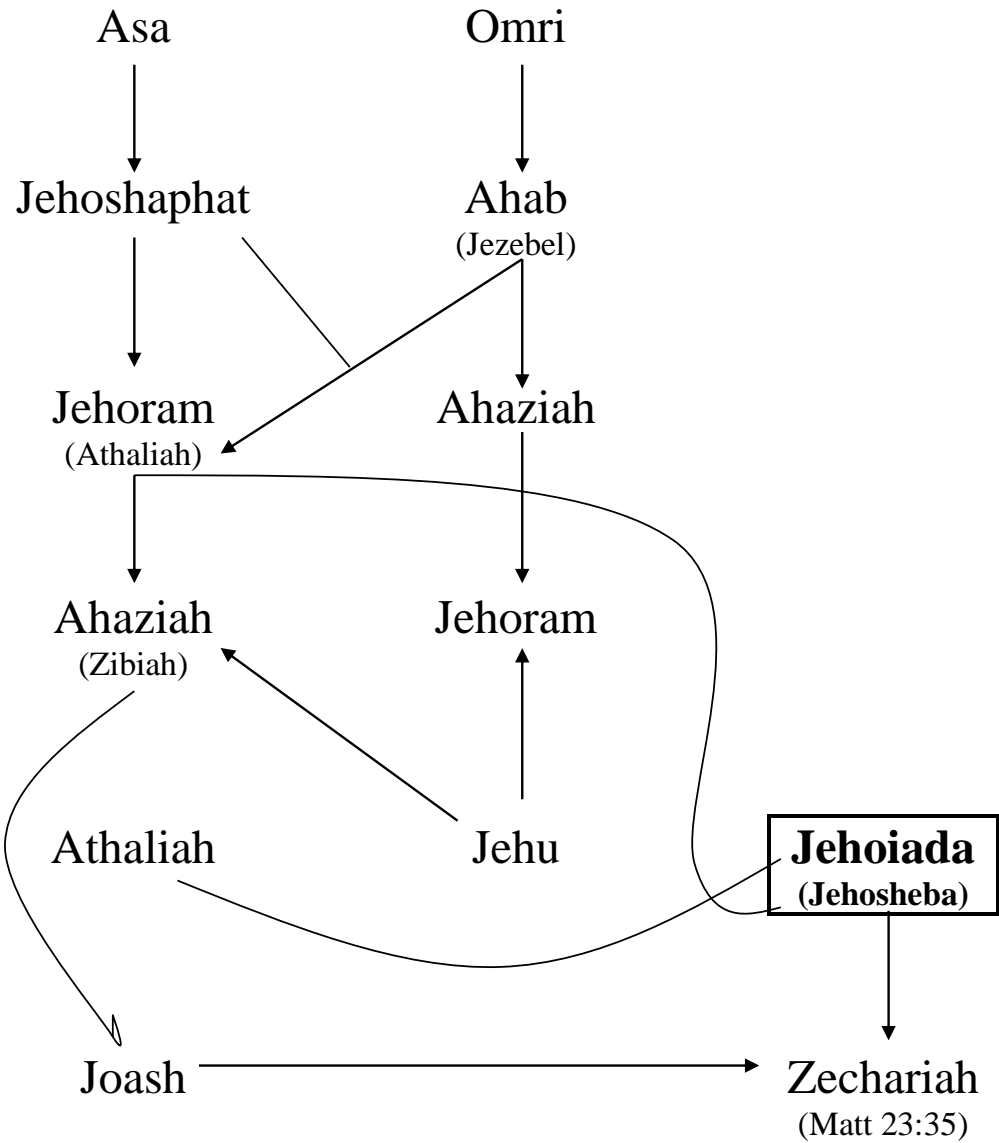 Asa
Omri
Jehoshaphat
Ahab
(Jezebel)
Jehoram
(Athaliah)
Ahaziah
Ahaziah
(Zibiah)
Jehoram
Athaliah
Jehu
Jehoiada
(Jehosheba)
Joash
Zechariah
(Matt 23:35)